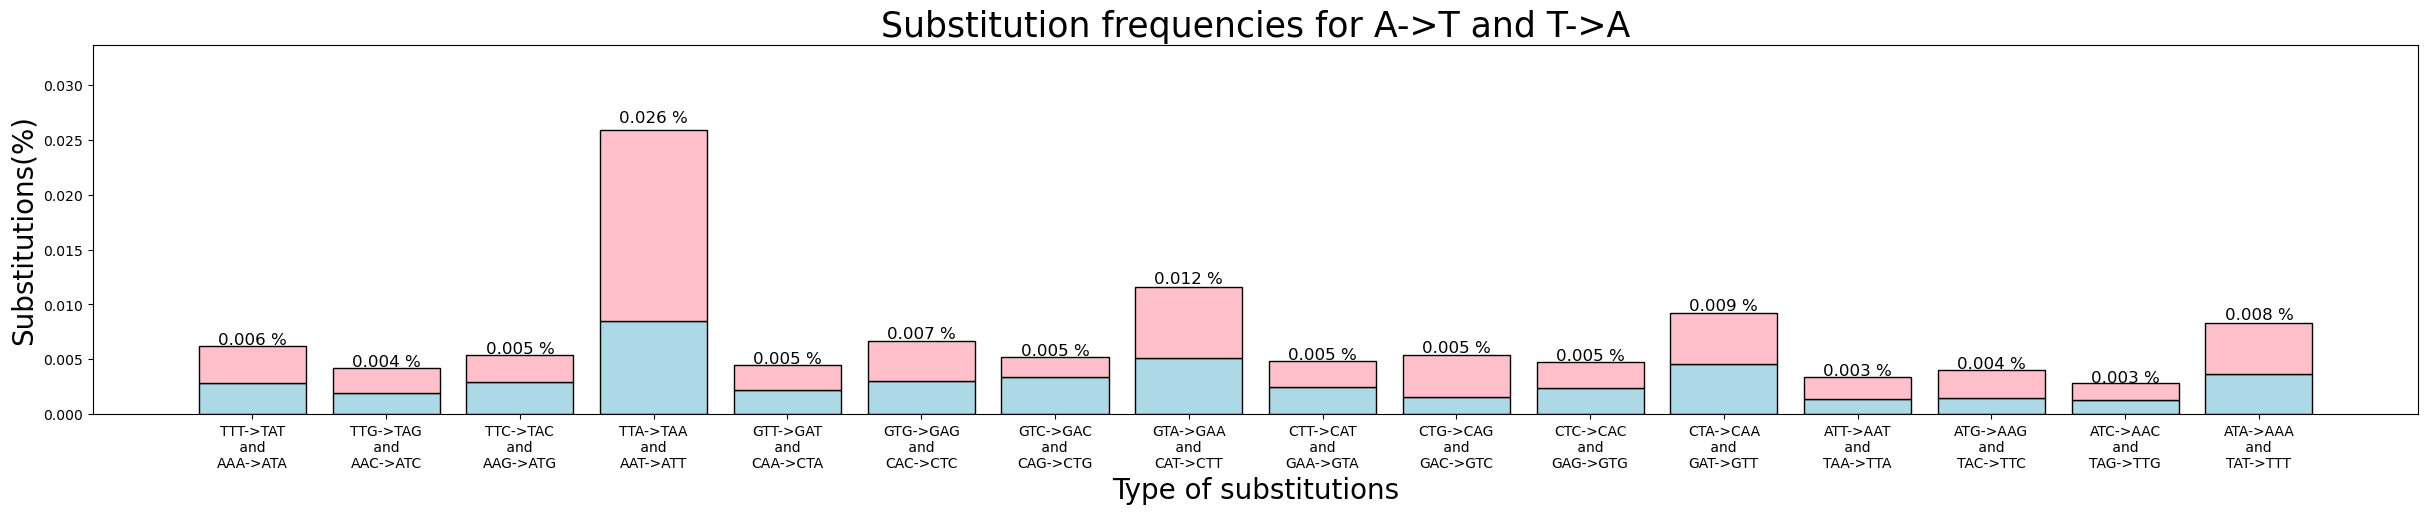 Substitution frequencies for A->T and T->A
Substitutions(%)
0.030
0.025
0.020
0.015
0.010
0.005
0.000
0.006 %
0.004 %
0.005 %
0.026 %
0.005 %
0.007 %
0.005 %
0.012 %
0.005 %
0.005 %
0.005 %
0.009 %
0.003 %
0.004 %
0.003 %
0.008 %
TTT->TAT
and
AAA->ATA
TTG->TAG
and
AAC->ATC
TTC->TAC
and
AAG->ATG
TTA->TAA
and
AAT->ATT
GTT->GAT
and
CAA->CTA
GTG->GAG
and
CAC->CTC
GTC->GAC
and
CAG->CTG
GTA->GAA
and
CAT->CTT
CTT->CAT
and
GAA->GTA
CTG->CAG
and
GAC->GTC
CTC->CAC
and
GAG->GTG
CTA->CAA
and
GAT->GTT
ATT->AAT
and
TAA->TTA
ATG->AAG
and
TAC->TTC
ATC->AAC
and
TAG->TTG
ATA->AAA
and
TAT->TTT
Type of substitutions